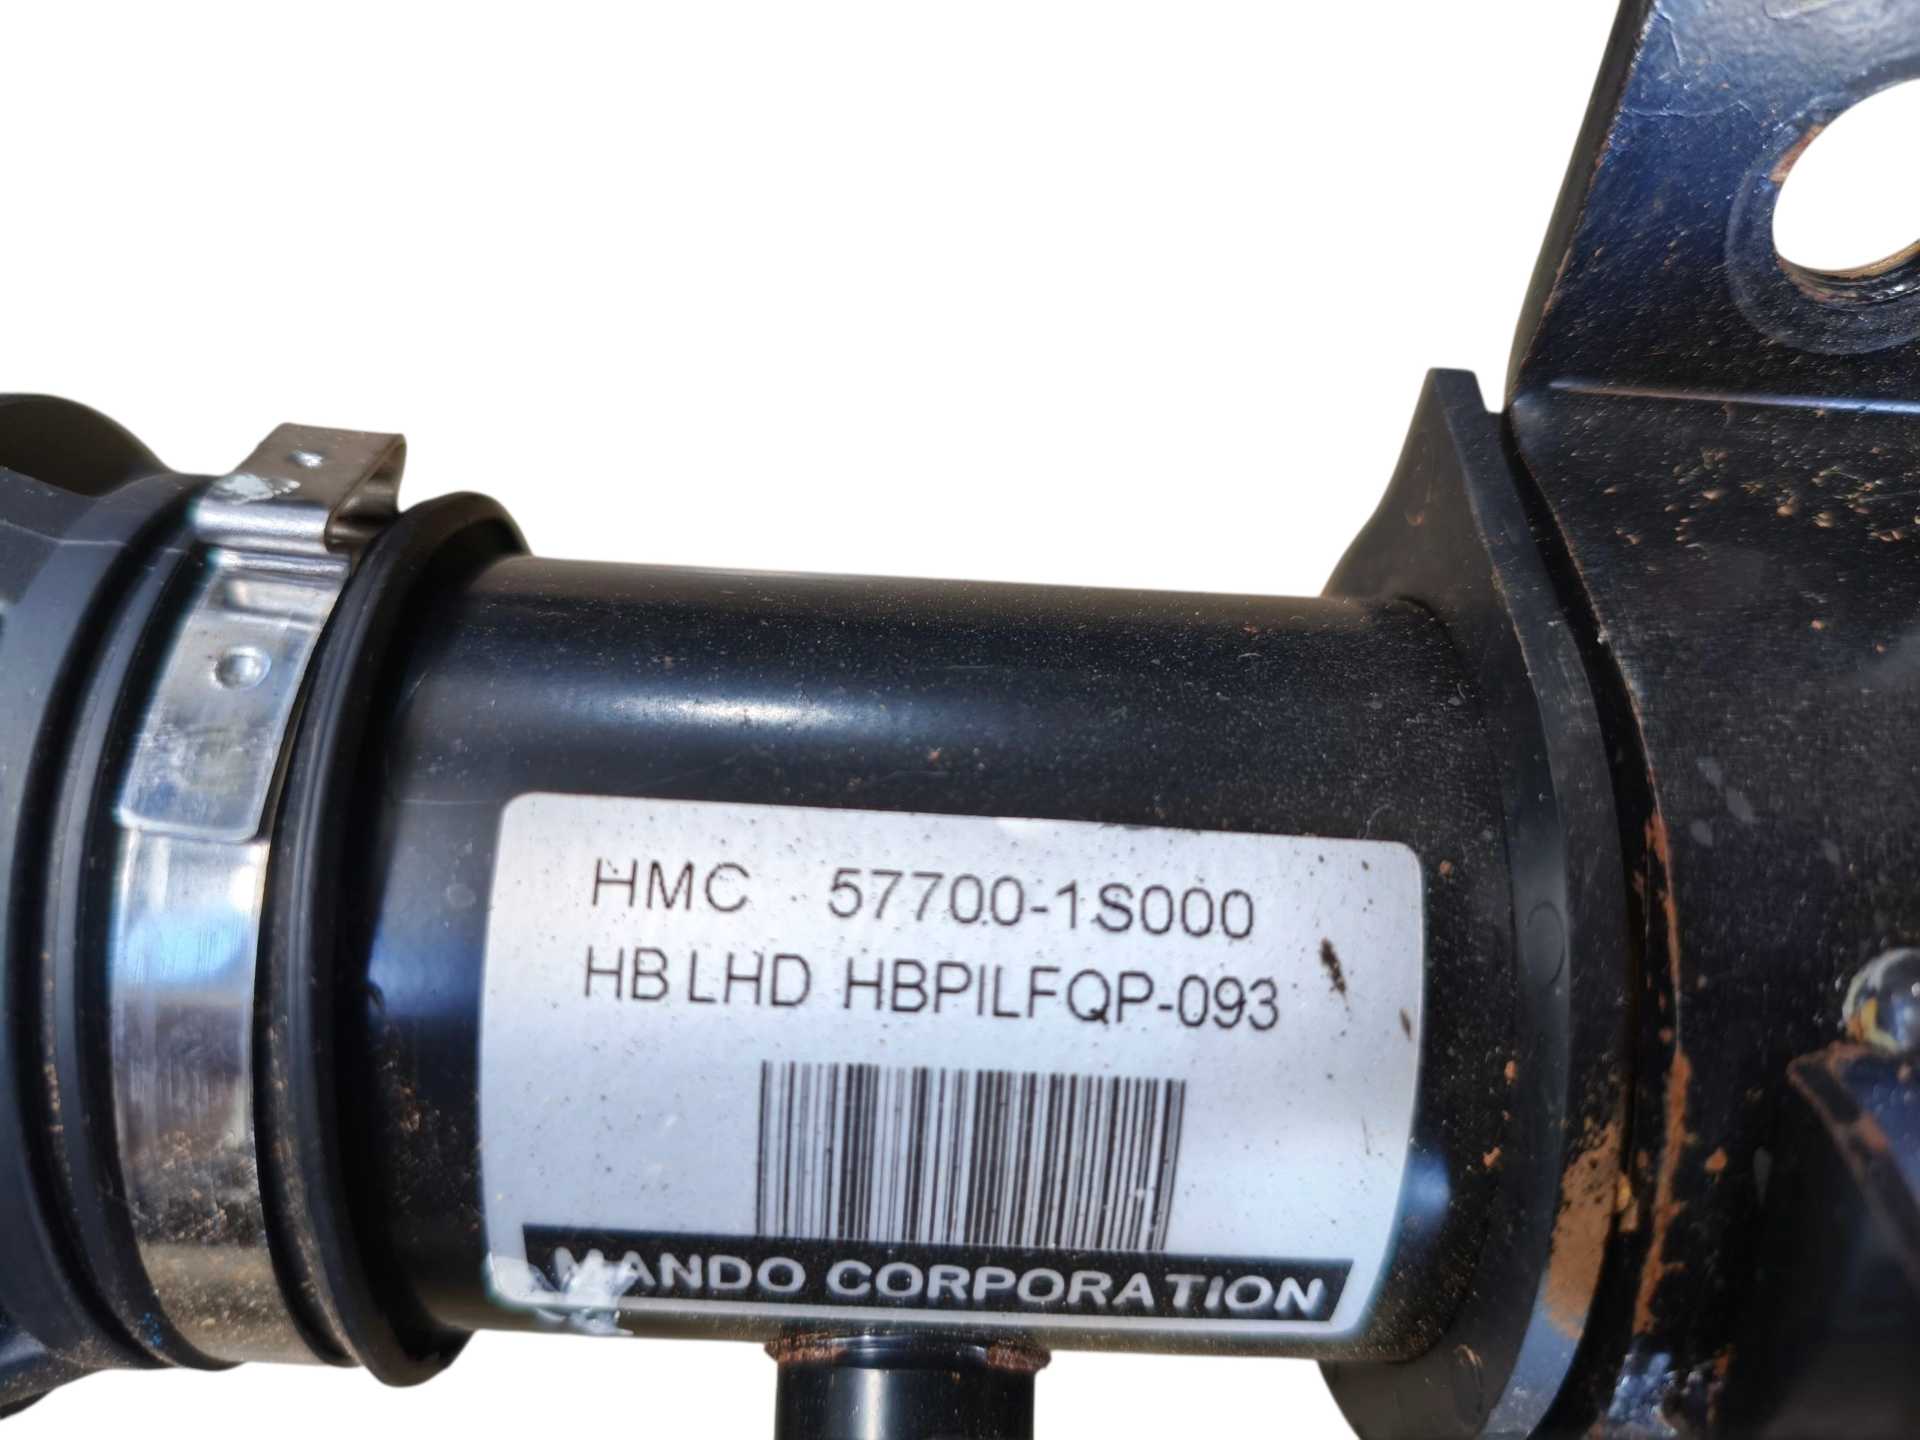 HMC 57700-1S000
HB LHD HBPILFQP-093
MANDO CORPORATION